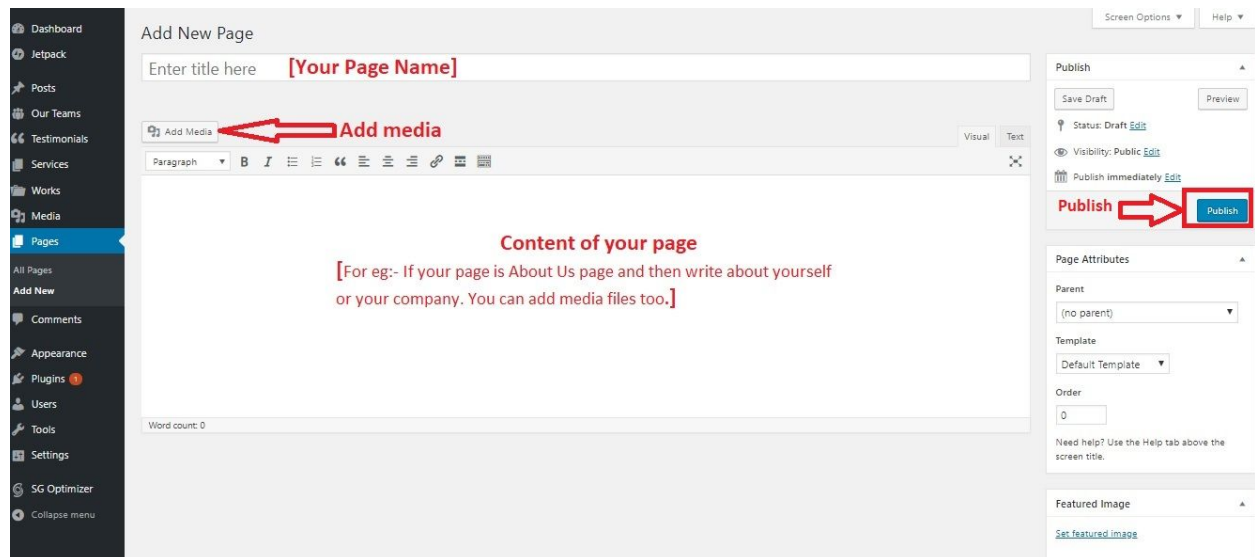 Screen Options ▼
Help ▼
Dashboard
Jetpack
Posts
Our Teams
Testimonials
Services
Works
Media
Pages
All Pages
Add New
Comments
Appearance
Plugins 1
Users
Tools
Settings
SG Optimizer
Collapse menu
Add New Page
Enter title here [Your Page Name]
Add Media Add media
Visual Text
Paragraph ▼ B I
Content of your page
[For eg:- If your page is About Us page and then write about yourself
or your company. You can add media files too.]
Word count: 0
Publish
Save Draft Preview
Status: Draft Edit
Visibility: Public Edit
Publish immediately Edit
Publish Publish
Page Attributes
Parent
(no parent)
Template
Default Template
Order
0
Need help? Use the Help tab above the
screen title.
Featured Image
Set featured image